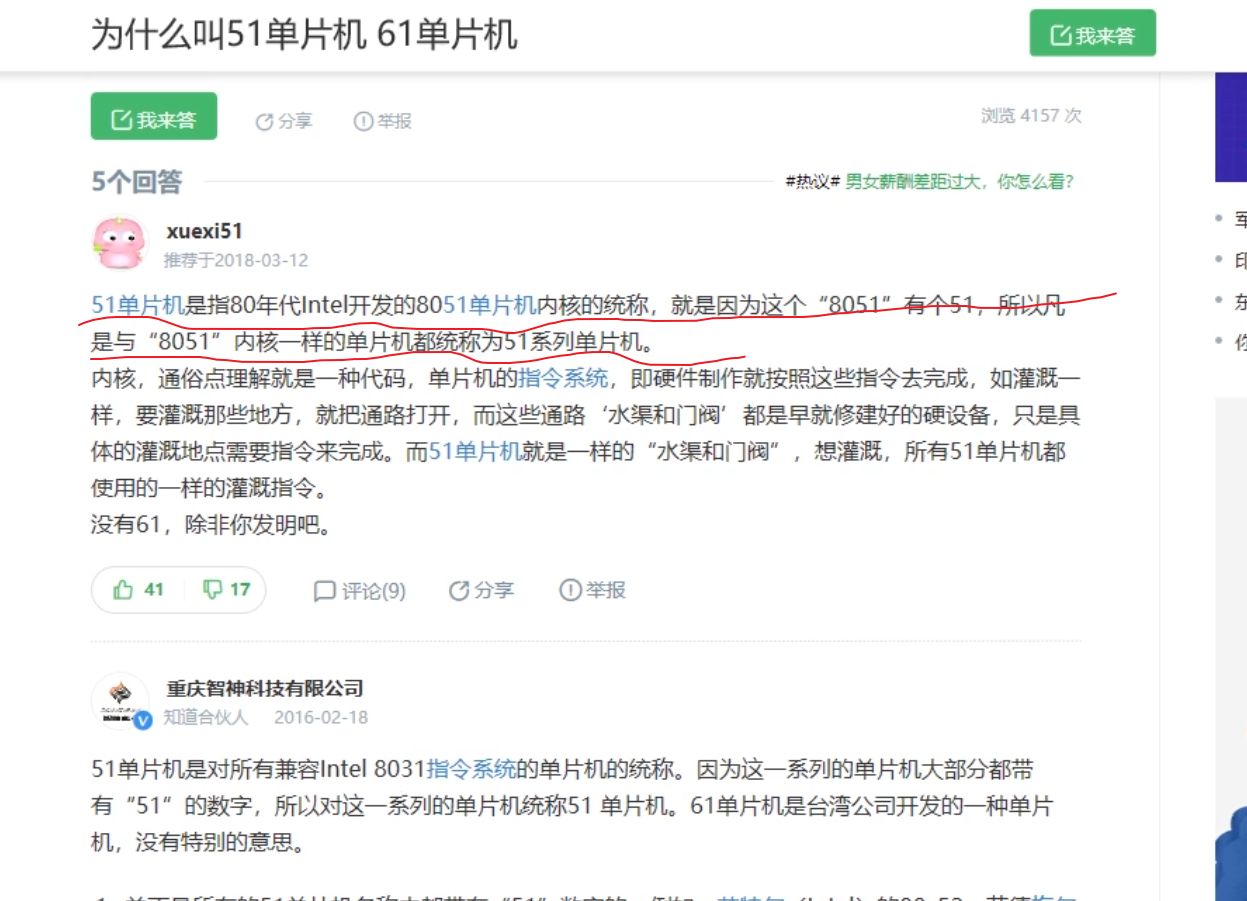 为什么叫51单片机 61单片机
我来答
我来答
分享
举报
浏览 4157 次
5个回答
#热议# 男女薪酬差距过大，你怎么看?
xuexi51
推荐于2018-03-12
51单片机是指80年代Intel开发的8051单片机内核的统称，就是因为这个“8051”有个51，所以凡
是与“8051”内核一样的单片机都统称为51系列单片机。
内核，通俗点理解就是一种代码，单片机的指令系统，即硬件制作就按照这些指令去完成，如灌溉一
样，要灌溉那些地方，就把通路打开，而这些通路‘水渠和门阀’都是早就修建好的硬设备，只是具
体的灌溉地点需要指令来完成。而51单片机就是一样的“水渠和门阀”，想灌溉，所有51单片机都
使用的一样的灌溉指令。
没有61，除非你发明吧。
41
17
评论(9)
分享
举报
重庆智神科技有限公司
知道合伙人 2016-02-18
51单片机是对所有兼容Intel 8031指令系统的单片机的统称。因为这一系列的单片机大部分都带
有“51”的数字，所以对这一系列的单片机统称51 单片机。61单片机是台湾公司开发的一种单片
机，没有特别的意思。